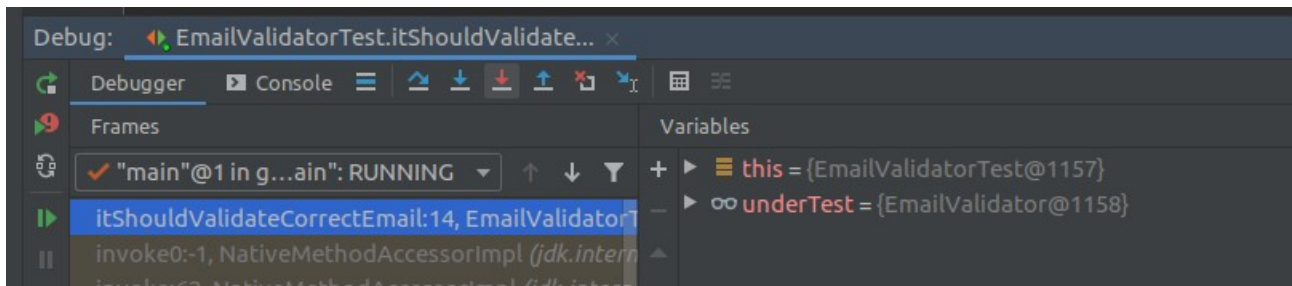 Debug: EmailValidatorTest.itShouldValidate...
Debugger Console
Frames
Variables
"main"@1 in g...ain": RUNNING
this = {EmailValidatorTest@1157}
underTest = {EmailValidator@1158}
itShouldValidateCorrectEmail:14, EmailValidatorT
invoke0:-1, NativeMethodAccessorImpl (jdk.intern